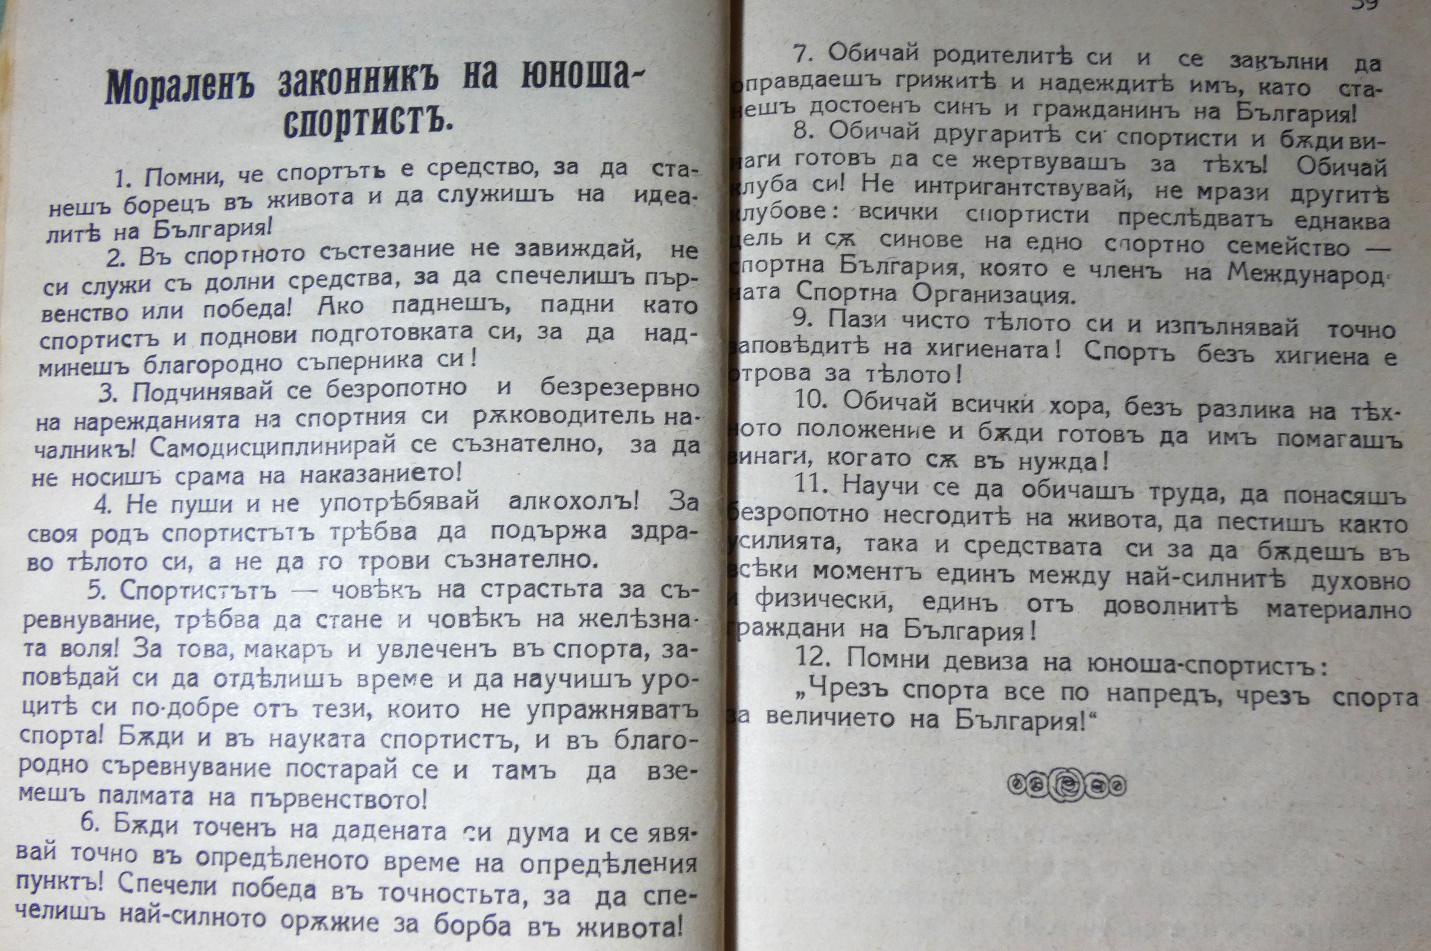 Мораленъ законникъ на юноша-
спортистъ.
1. Помни, че спортътъ е средство, за да ста-
нешъ борецъ въ живота и да служишъ на идеа-
литѣ на България!
2. Въ спортното състезание не завиждай, не
си служи съ долни средства, за да спечелишъ пър-
венство или победа! Ако паднешъ, падни като
спортистъ и поднови подготовката си, за да над-
минешъ благородно съперника си!
3. Подчинявай се безропотно и безрезервно
на нарежданията на спортния си рѫководитель на-
чалникъ! Самодисциплинирай се съзнателно, за да
не носишъ срама на наказанието!
4. Не пуши и не употрѣбявай алкохолъ! За
своя родъ спортистътъ трѣбва да подържа здра-
во тѣлото си, а не да го трови съзнателно.
5. Спортистътъ — човѣкъ на страстьта за съ-
ревнување, трѣбва да стане и човѣкъ на желѣзна-
та воля! За това, макаръ и увлеченъ въ спорта, за-
повѣдай си да отдѣлишъ време и да научишъ уро-
цитѣ си по-добре отъ тези, които не упражняватъ
спорта! Бѫди и въ науката спортистъ, и въ благо-
родно съревнување постарай се и тамъ да взе-
мешъ палмата на първенството!
6. Бѫди точенъ на дадената си дума и се явя-
вай точно въ опредѣленото време на опредѣления
пунктъ! Спечели победа въ точностьта, за да спе-
челишъ най-силното орѫжие за борба въ живота!
39
7. Обичай родителитѣ си и се закълни да
оправдаешъ грижитѣ и надеждитѣ имъ, като ста-
нешъ достоенъ синъ и гражданинъ на България!
8. Обичай другаритѣ си спортисти и бѫди ви-
наги готовъ да се жертвувашъ за тѣхъ! Обичай
клуба си! Не интригантствувай, не мрази другитѣ
клубове: всички спортисти преслѣдватъ еднаква
цель и сѫ синове на едно спортно семейство —
спортна България, която е членъ на Международ-
ната Спортна Организация.
9. Пази чисто тѣлото си и изпълнявай точно
заповѣдитѣ на хигиената! Спортъ безъ хигиена е
отрова за тѣлото!
10. Обичай всички хора, безъ разлика на тѣх-
ното положение и бѫди готовъ да имъ помагашъ
винаги, когато сѫ въ нужда!
11. Научи се да обичашъ труда, да понасяшъ
безропотно несгодитѣ на живота, да пестишъ както
усилията, така и средствата си за да бѫдешъ въ
всѣки моментъ единъ между най-силнитѣ духовно
и физически, единъ отъ доволнитѣ материално
граждани на България!
12. Помни девиза на юноша-спортистъ:
„Чрезъ спорта все по напредъ, чрезъ спорта
за величието на България!“